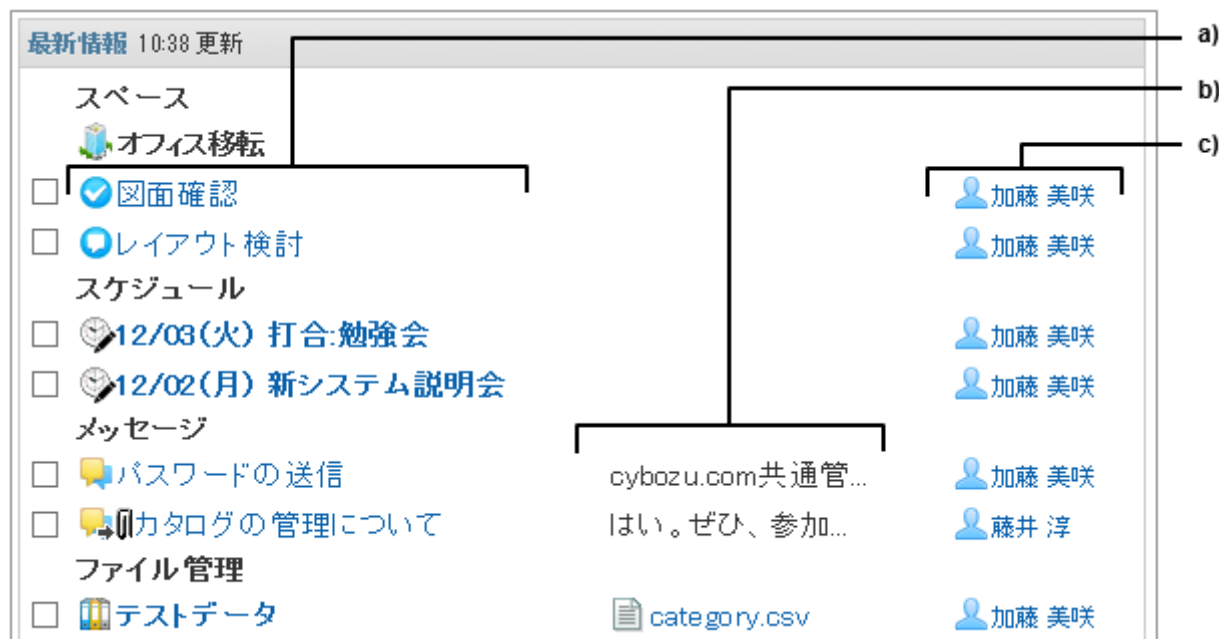 最新情報 10:38 更新
a)
b)
スペース
オフィス移転
c)
図面確認 加藤 美咲
レイアウト検討 加藤 美咲
スケジュール
12/03(火) 打合:勉強会 加藤 美咲
12/02(月) 新システム説明会 加藤 美咲
メッセージ
パスワードの送信 cybozu.com共通管... 加藤 美咲
カタログの管理について はい。ぜひ、参加... 藤井 淳
ファイル管理
テストデータ category.csv 加藤 美咲